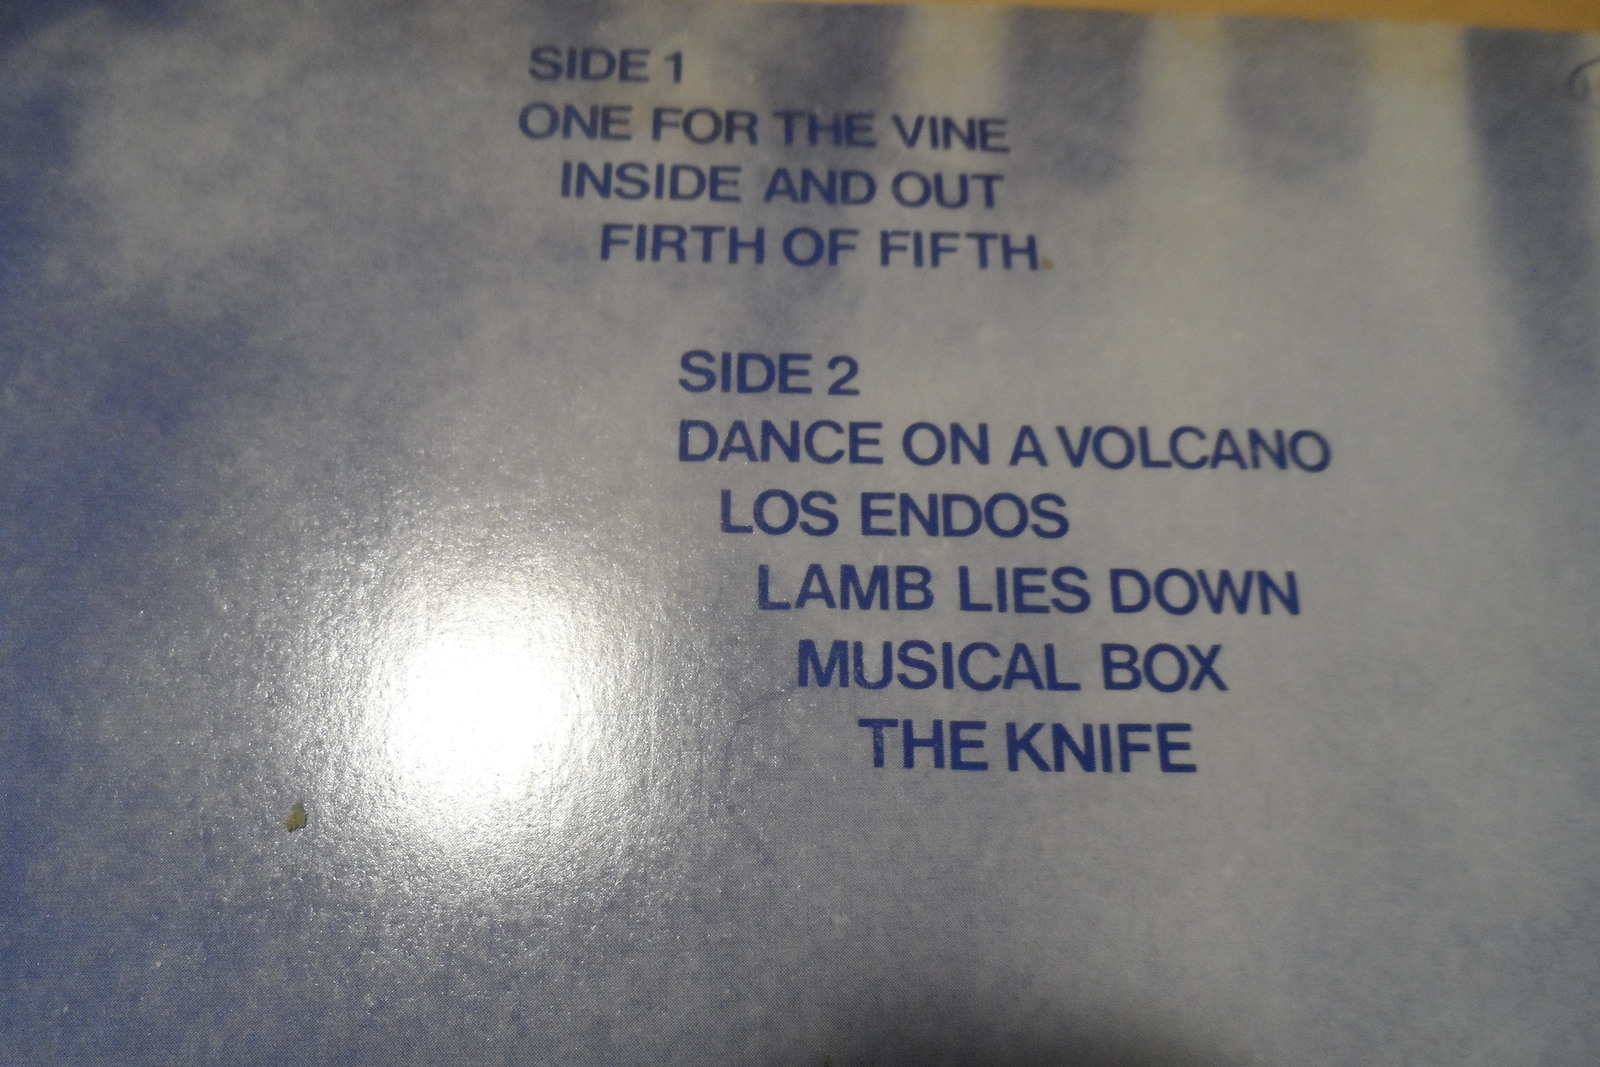 SIDE 1
ONE FOR THE VINE
INSIDE AND OUT
FIRTH OF FIFTH
SIDE 2
DANCE ON A VOLCANO
LOS ENDOS
LAMB LIES DOWN
MUSICAL BOX
THE KNIFE